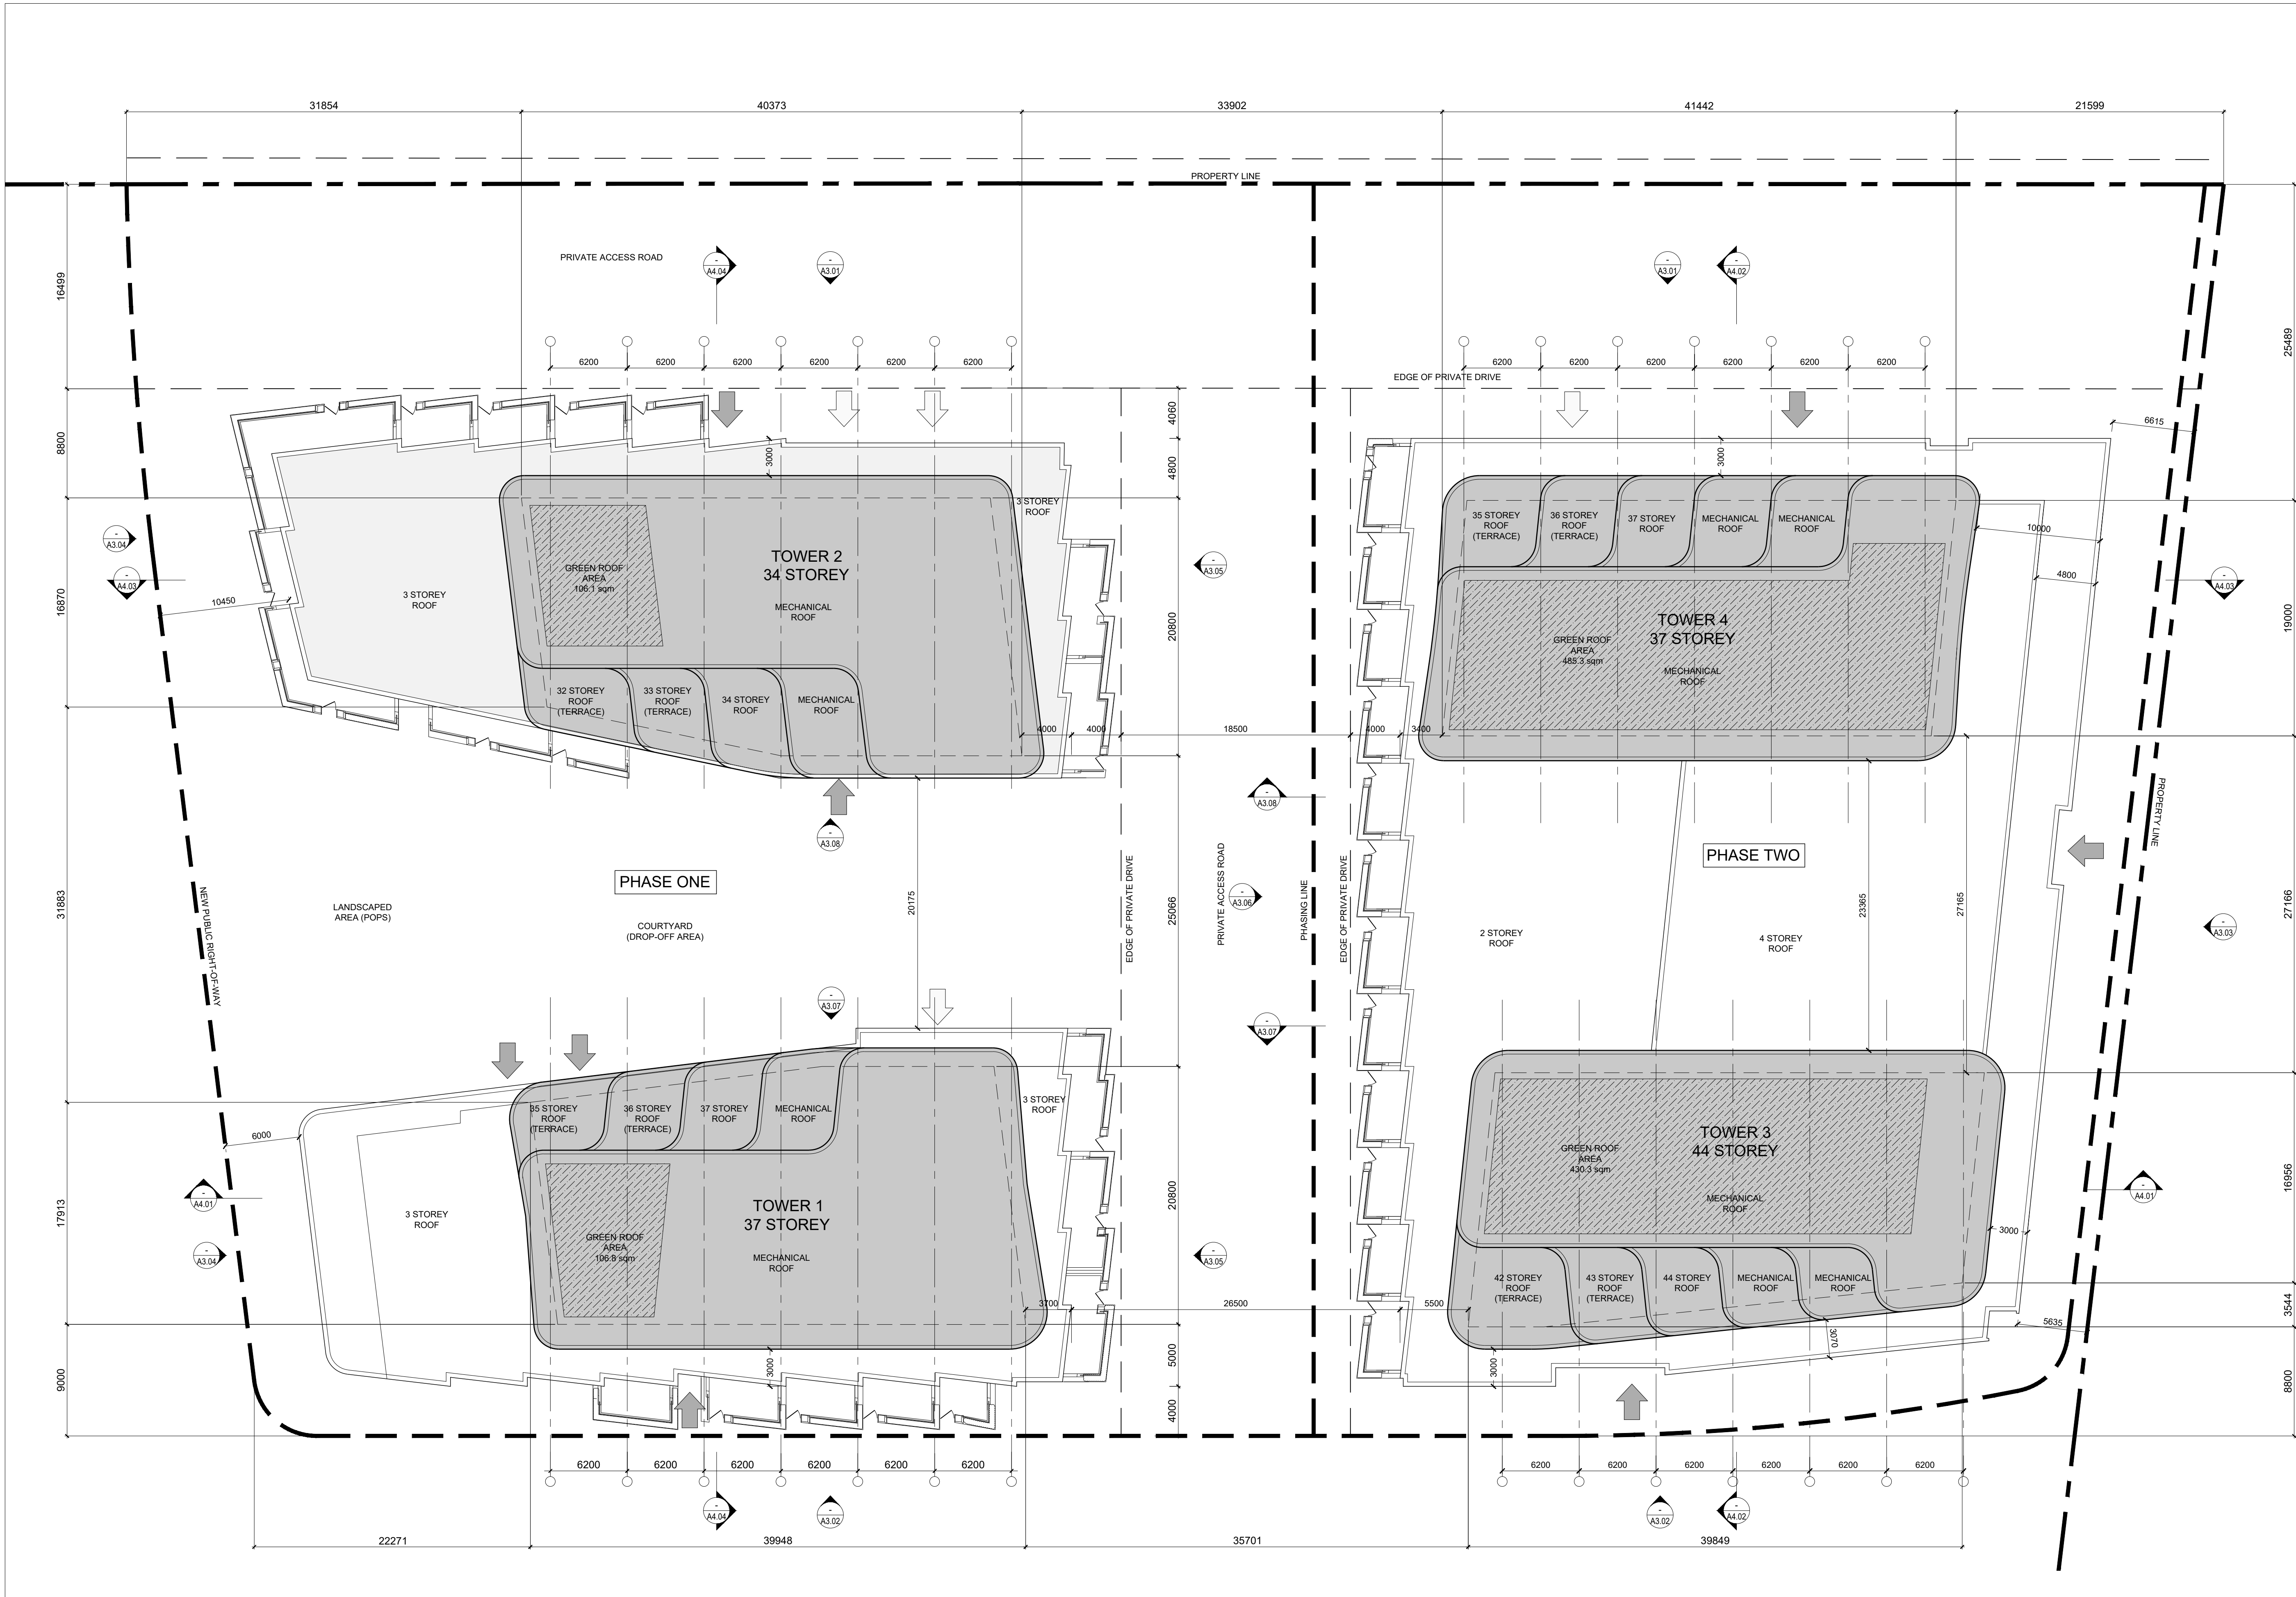 31854
40373
33902
41442
21599
PROPERTY LINE
PRIVATE ACCESS ROAD
-
A4.04
-
A3.01
-
A3.01
-
A4.02
16499
25489
6200
6200
6200
6200
6200
6200
6200
6200
6200
6200
6200
6200
EDGE OF PRIVATE DRIVE
8800
4060
4800
3000
3000
6615
3 STOREY
ROOF
35 STOREY
ROOF
(TERRACE)
36 STOREY
ROOF
(TERRACE)
37 STOREY
ROOF
MECHANICAL
ROOF
MECHANICAL
ROOF
10000
-
A3.04
-
A4.03
TOWER 2
34 STOREY
GREEN ROOF
AREA
106.1 sqm
MECHANICAL
ROOF
3 STOREY
ROOF
-
A3.05
-
A4.03
10450
4800
16870
20800
19000
TOWER 4
37 STOREY
GREEN ROOF
AREA
485.3 sqm
MECHANICAL
ROOF
32 STOREY
ROOF
(TERRACE)
33 STOREY
ROOF
(TERRACE)
34 STOREY
ROOF
MECHANICAL
ROOF
4000
4000
18500
4000
3400
-
A3.08
-
A3.08
PROPERTY LINE
PHASE ONE
PHASE TWO
LANDSCAPED
AREA (POPS)
COURTYARD
(DROP-OFF AREA)
NEW PUBLIC RIGHT-OF-WAY
31883
20175
EDGE OF PRIVATE DRIVE
25066
PRIVATE ACCESS ROAD
-
A3.06
PHASING LINE
EDGE OF PRIVATE DRIVE
2 STOREY
ROOF
4 STOREY
ROOF
23365
27165
27166
-
A3.03
-
A3.07
-
A3.07
35 STOREY
ROOF
(TERRACE)
36 STOREY
ROOF
(TERRACE)
37 STOREY
ROOF
MECHANICAL
ROOF
3 STOREY
ROOF
6000
-
A4.01
-
A3.04
17913
3 STOREY
ROOF
TOWER 1
37 STOREY
GREEN ROOF
AREA
106.8 sqm
MECHANICAL
ROOF
20800
-
A3.05
TOWER 3
44 STOREY
GREEN ROOF
AREA
430.3 sqm
MECHANICAL
ROOF
16956
-
A4.01
3000
42 STOREY
ROOF
(TERRACE)
43 STOREY
ROOF
(TERRACE)
44 STOREY
ROOF
MECHANICAL
ROOF
MECHANICAL
ROOF
3700
26500
5500
3544
5635
3070
3000
3000
5000
4000
9000
8800
6200
6200
6200
6200
6200
6200
6200
6200
6200
6200
6200
6200
-
A4.04
-
A3.02
-
A3.02
-
A4.02
22271
39948
35701
39849